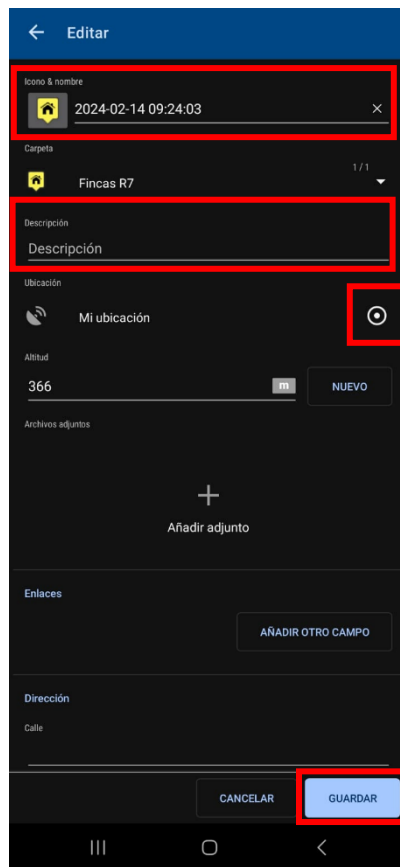 Editar
Icono & nombre
2024-02-14 09:24:03
Carpeta
1/1
Fincas R7
Descripción
Descripción
Ubicación
Mi ubicación
Altitud
366 m NUEVO
Archivos adjuntos
Añadir adjunto
Enlaces
AÑADIR OTRO CAMPO
Dirección
Calle
CANCELAR GUARDAR